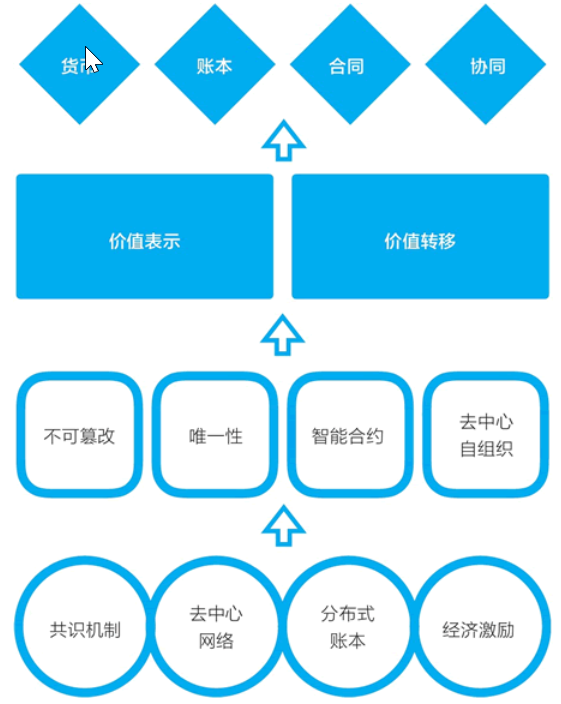 货币
账本
合同
协同
价值表示
价值转移
不可篡改
唯一性
智能合约
去中心
自组织
共识机制
去中心
网络
分布式
账本
经济激励